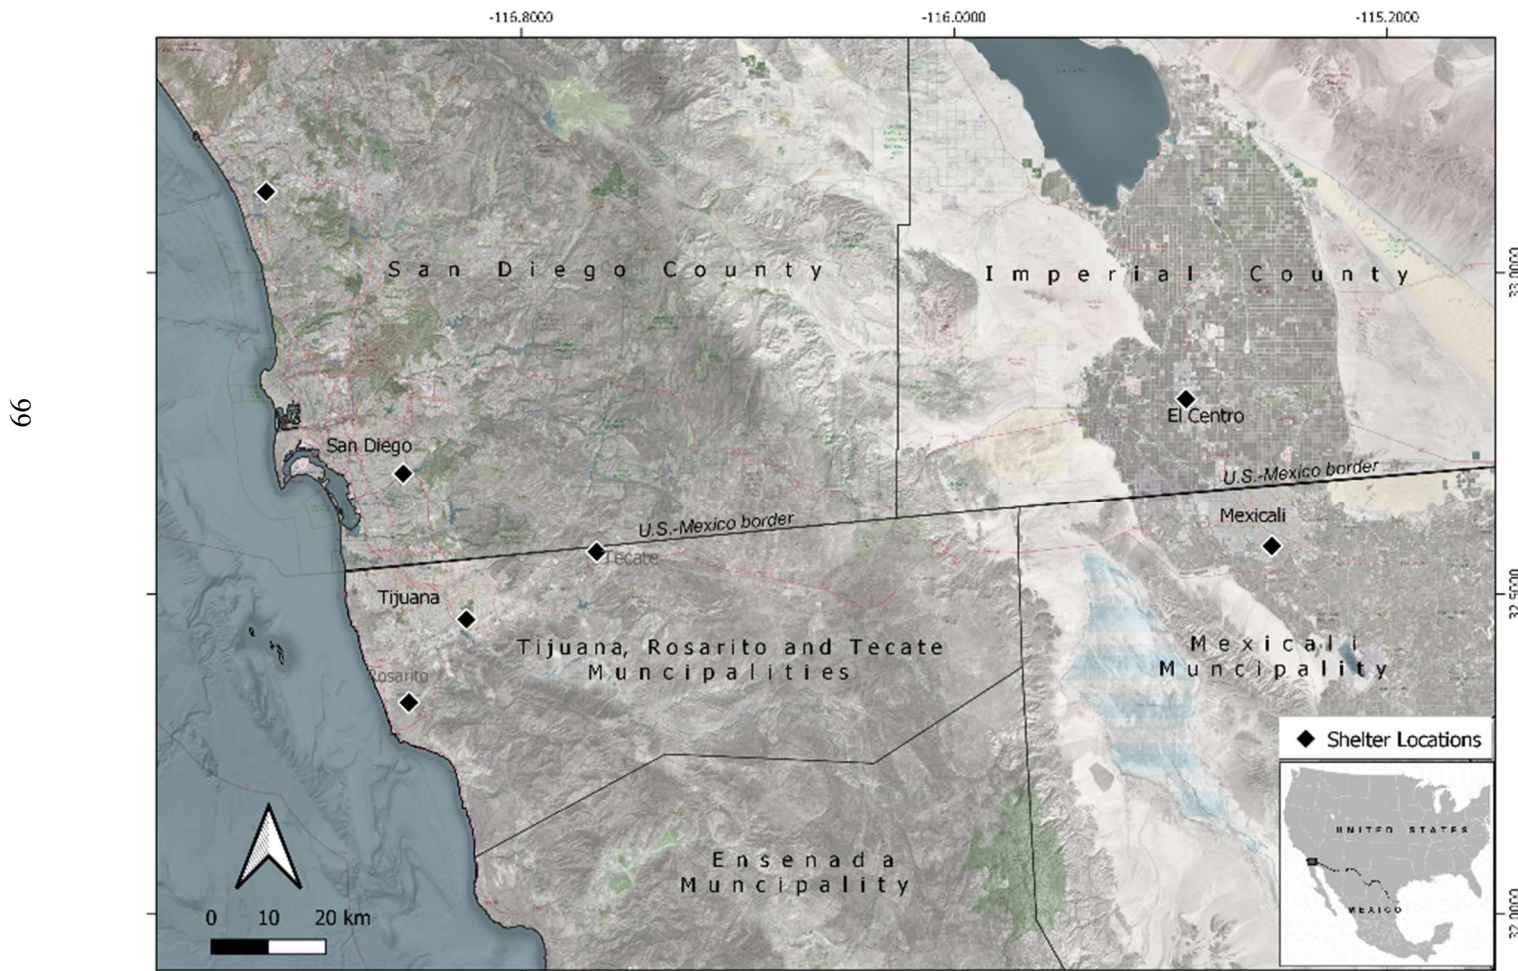 -116.8000
-116.0000
-115.2000
San Diego County
Imperial County
33.0000
66
El Centro
San Diego
U.S.-Mexico border
U.S.-Mexico border
Mexicali
Tecate
32.5000
Tijuana
Tijuana, Rosarito and Tecate
Muncipalities
Mexicali
Muncipality
Rosarito
Shelter Locations
UNITED STATES
Ensenada
Muncipality
MEXICO
0 10 20 km
32.0000